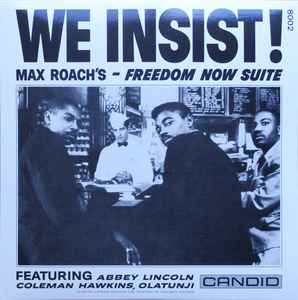 WE INSIST!
8002
MAX ROACH'S – FREEDOM NOW SUITE
FEATURING ABBEY LINCOLN
COLEMAN HAWKINS, OLATUNJI
CANDID